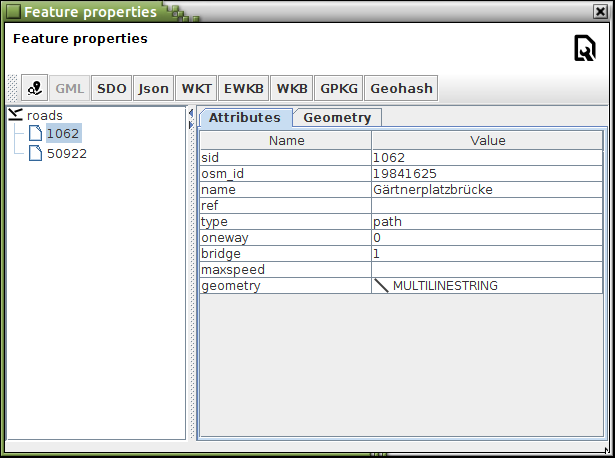 Feature properties
Feature properties
GML SDO Json WKT EWKB WKB GPKG Geohash
roads
1062
50922
Attributes Geometry
Name Value
sid 1062
osm_id 19841625
name Gärtnerplatzbrücke
ref
type path
oneway 0
bridge 1
maxspeed
geometry MULTILINESTRING